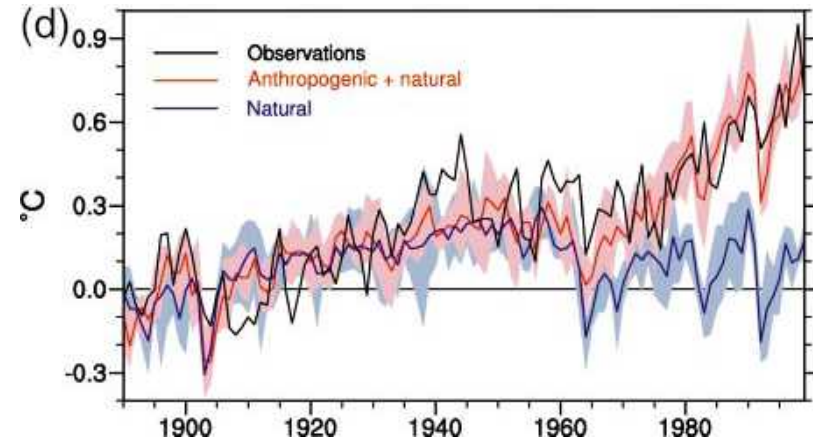 (d)
0.9
0.6
0.3
0.0
-0.3
°C
Observations
Anthropogenic + natural
Natural
1900 1920 1940 1960 1980